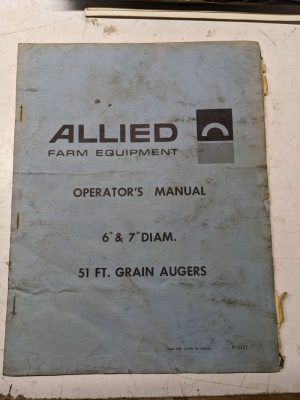 ALLIED
FARM EQUIPMENT
OPERATOR'S MANUAL
6" & 7" DIAM.
51 FT. GRAIN AUGERS